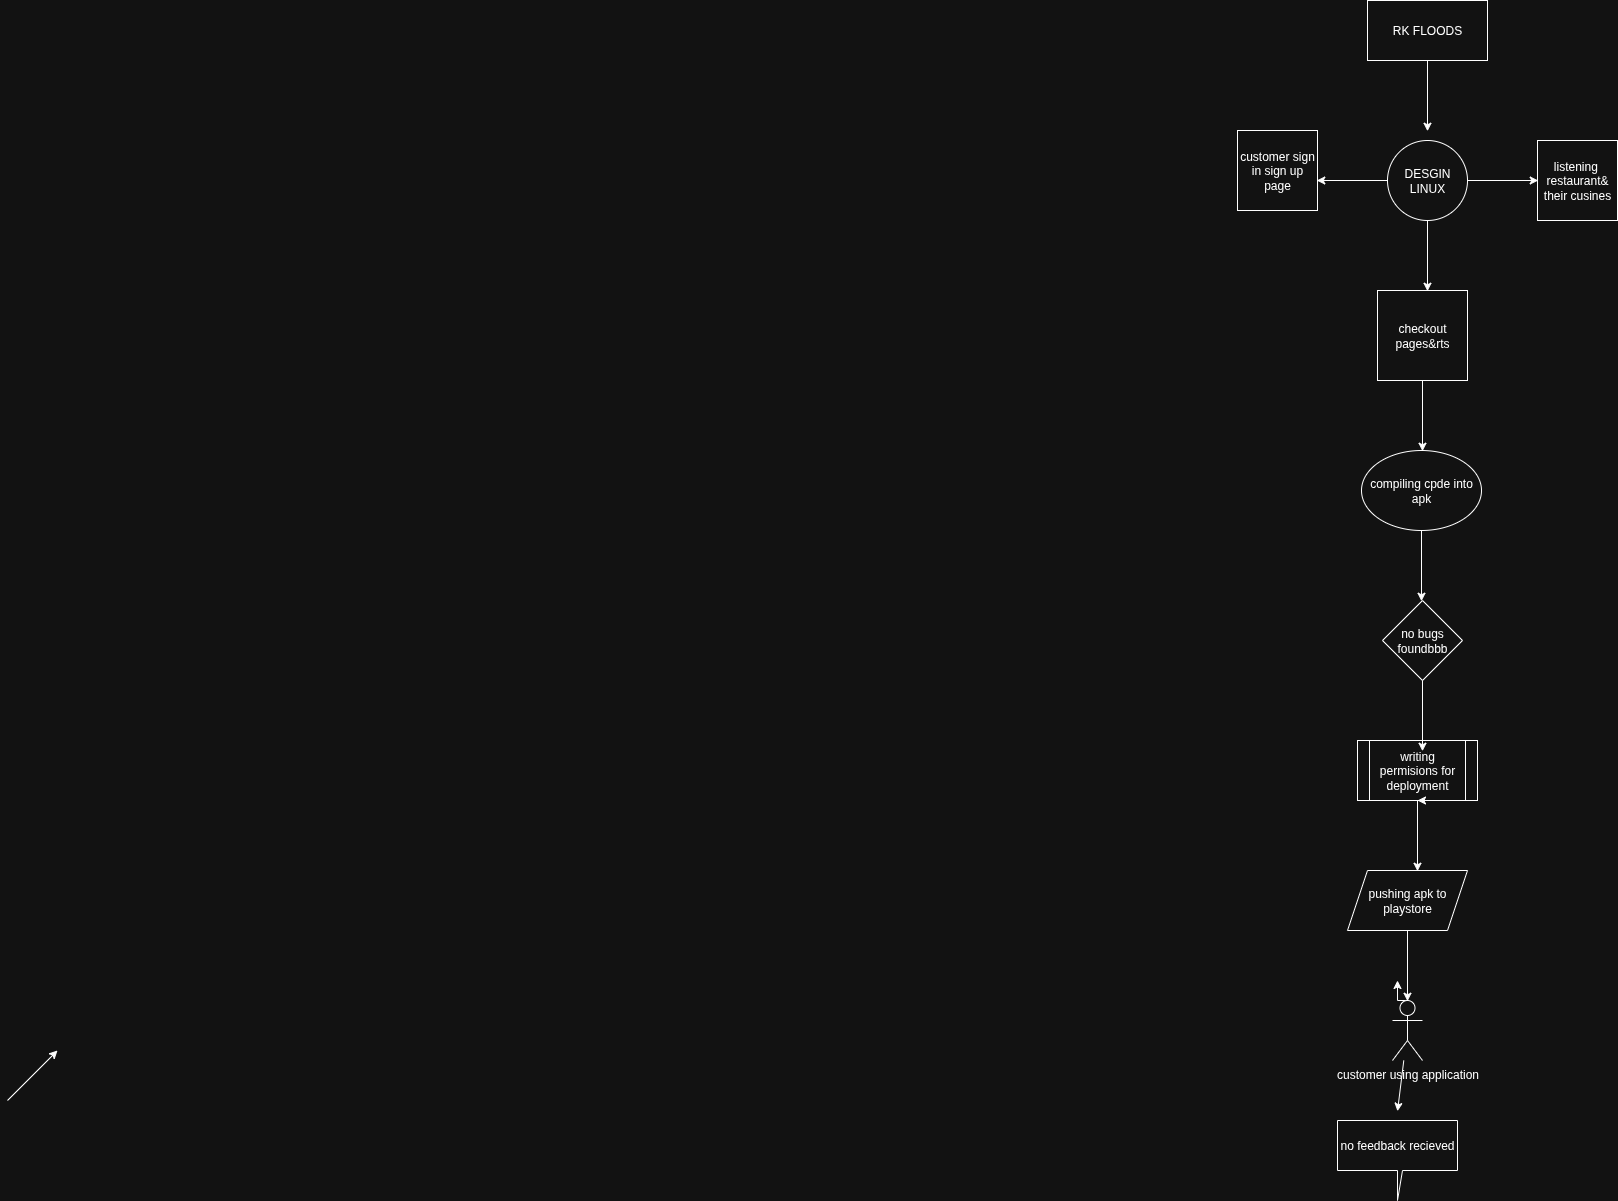 RK FLOODS
customer sign
in sign up
page
DESGIN
LINUX
listening
restaurant&
their cusines
checkout
pages&rts
compiling cpde into
apk
no bugs
foundbbb
writing
permisions for
deployment
pushing apk to
playstore
customer using application
no feedback recieved